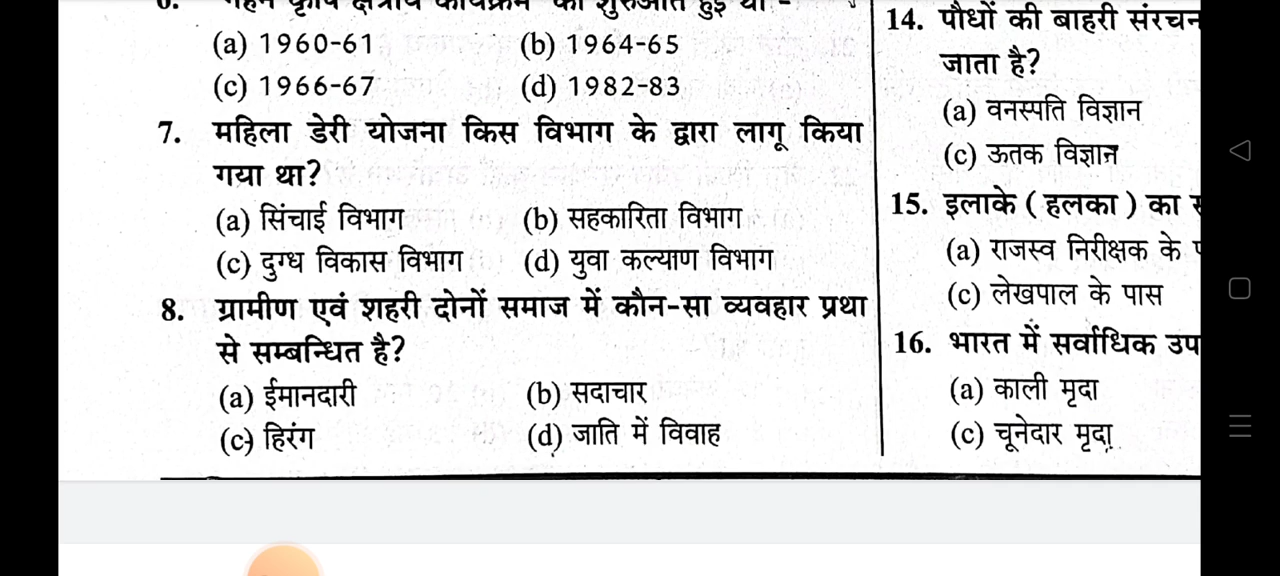 (a) 1960-61 (b) 1964-65
(c) 1966-67 (d) 1982-83
7. महिला डेरी योजना किस विभाग के द्वारा लागू किया
गया था?
(a) सिंचाई विभाग (b) सहकारिता विभाग
(c) दुग्ध विकास विभाग (d) युवा कल्याण विभाग
8. ग्रामीण एवं शहरी दोनों समाज में कौन-सा व्यवहार प्रथा
से सम्बन्धित है?
(a) ईमानदारी (b) सदाचार
(c) हिरंग (d) जाति में विवाह
14. पौधों की बाहरी
जाता है?
(a) वनस्पति विज्ञान
(c) ऊतक विज्ञान
15. इलाके ( हलका ) का
(a) राजस्व निरीक्षक के
(c) लेखपाल के पास
16. भारत में सर्वाधिक
(a) काली मृदा
(c) चूनेदार मृदा